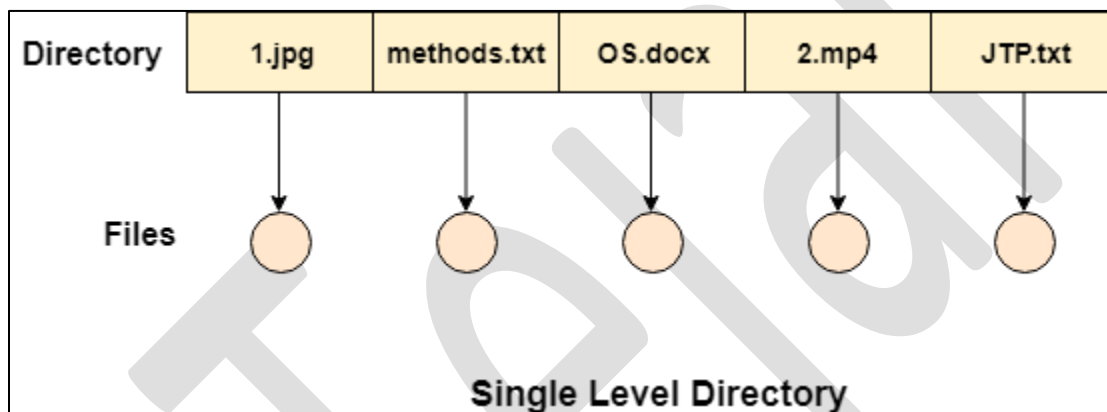 Directory 1.jpg methods.txt OS.docx 2.mp4 JTP.txt
Files
Single Level Directory